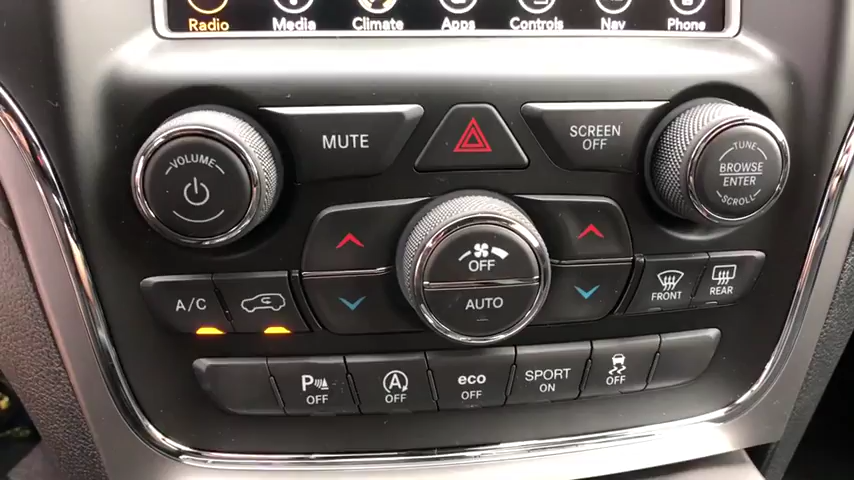 Radio Media Climate Apps Controls Nav Phone
MUTE
SCREEN
OFF
VOLUME
TUNE
BROWSE
ENTER
SCROLL
OFF
AUTO
A/C
FRONT
REAR
P OFF
A OFF
eco
OFF
SPORT
ON
OFF